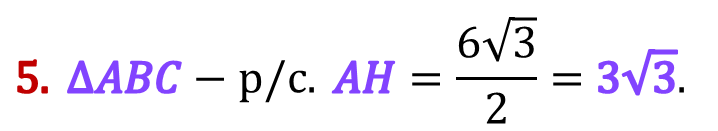 5. ΔABC – p/c. AH = 6√3/2 = 3√3.